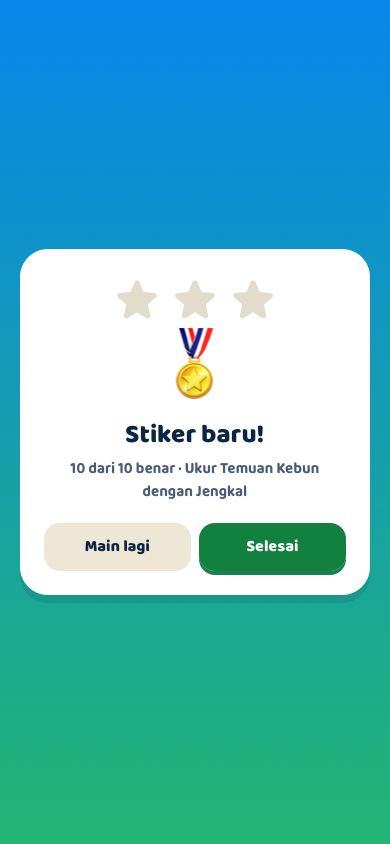 Stiker baru!
10 dari 10 benar · Ukur Temuan Kebun
dengan Jengkal
Main lagi
Selesai